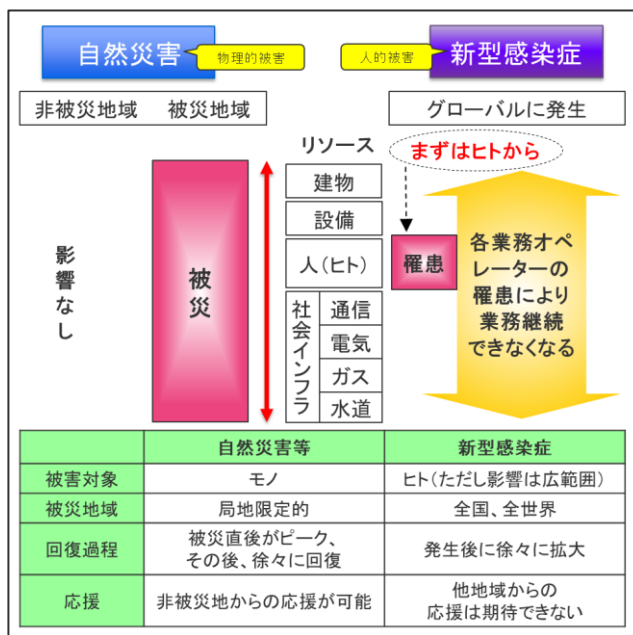 自然災害
物理的被害
人的被害
新型感染症
非被災地域 被災地域
グローバルに発生
リソース
まずはヒトから
建物
設備
人(ヒト)
社会インフラ
通信
電気
ガス
水道
影響なし
被災
罹患
各業務オペ
レーターの
罹患により
業務継続
できなくなる
自然災害等 新型感染症
被害対象 モノ ヒト(ただし影響は広範囲)
被災地域 局地限定的 全国、全世界
回復過程 被災直後がピーク、
その後、徐々に回復 発生後に徐々に拡大
応援 非被災地からの応援が可能 他地域からの
応援は期待できない